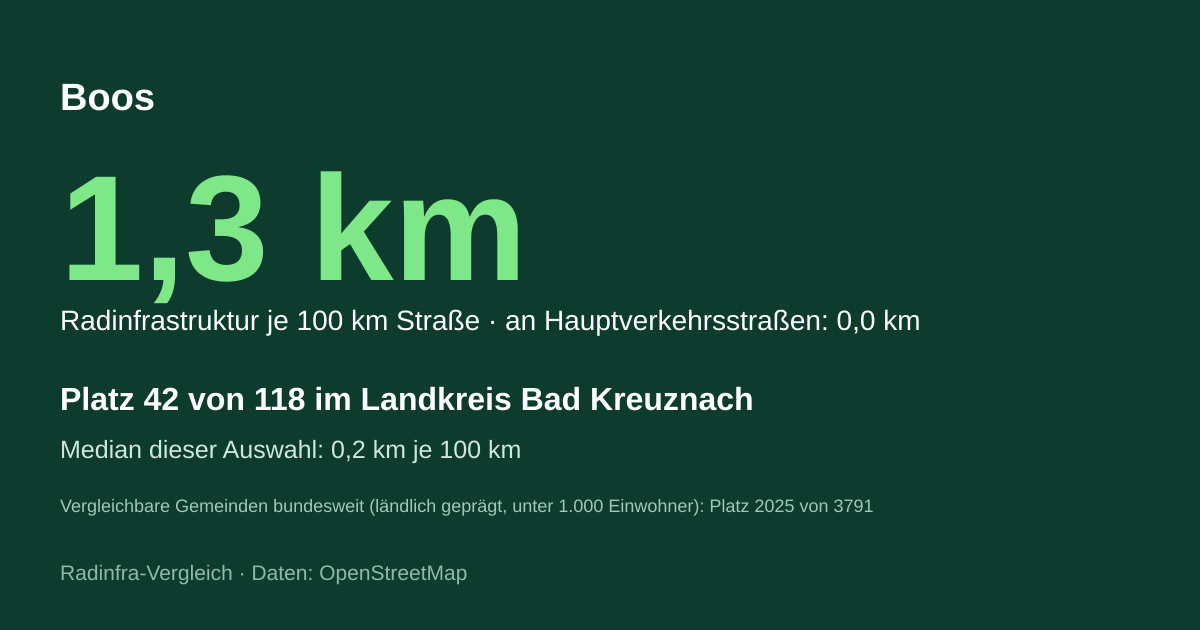 Boos
1,3 km
Radinfrastruktur je 100 km Straße · an Hauptverkehrsstraßen: 0,0 km
Platz 42 von 118 im Landkreis Bad Kreuznach
Median dieser Auswahl: 0,2 km je 100 km
Vergleichbare Gemeinden bundesweit (ländlich geprägt, unter 1.000 Einwohner): Platz 2025 von 3791
Radinfra-Vergleich · Daten: OpenStreetMap